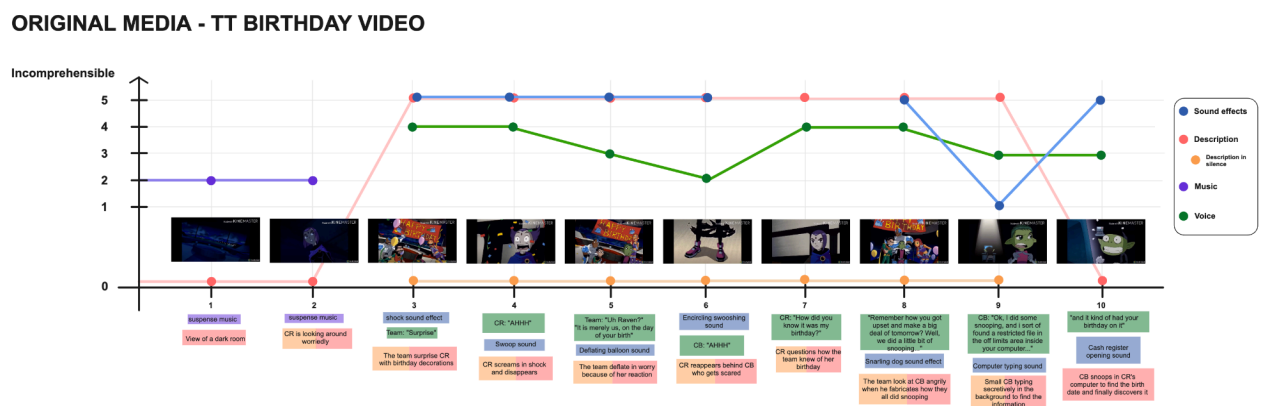 ORIGINAL MEDIA - TT BIRTHDAY VIDEO
Incomprehensible
5
4
3
2
1
0
1
2
3
4
5
6
7
8
9
10
Sound effects
Description
Description in
silence
Music
Voice
suspense music
View of a dark room
suspense music
CR is looking around
worriedly
shock sound effect
Team: "Surprise"
The team surprise CR
with birthday decorations
CR: "AHHH"
Swoop sound
CR screams in shock
and disappears
Team: "Uh Raven?"
"It is merely us, on the day
of your birth"
Deflating balloon sound
The team deflate in worry
because of her reaction
Encircling swooshing
sound
CB: "AHHH"
CR reappears behind CB
who gets scared
CR: "How did you
know it was my
birthday?"
CR questions how the
team knew of her
birthday
"Remember how you got
upset and make a big
deal of tomorrow? Well,
we did a little bit of
snooping..."
Snarling dog sound effect
The team look at CB angrily
when he fabricates how they
all did snooping
CB: "Ok, I did some
snooping, and i sort of
found a restricted file in
the off limits area inside
your computer..."
Computer typing sound
Small CB typing
secretively in the
background to find the
information
"and it kind of had your
birthday on it"
Cash register
opening sound
CB snoops in CR's
computer to find the birth
date and finally discovers it